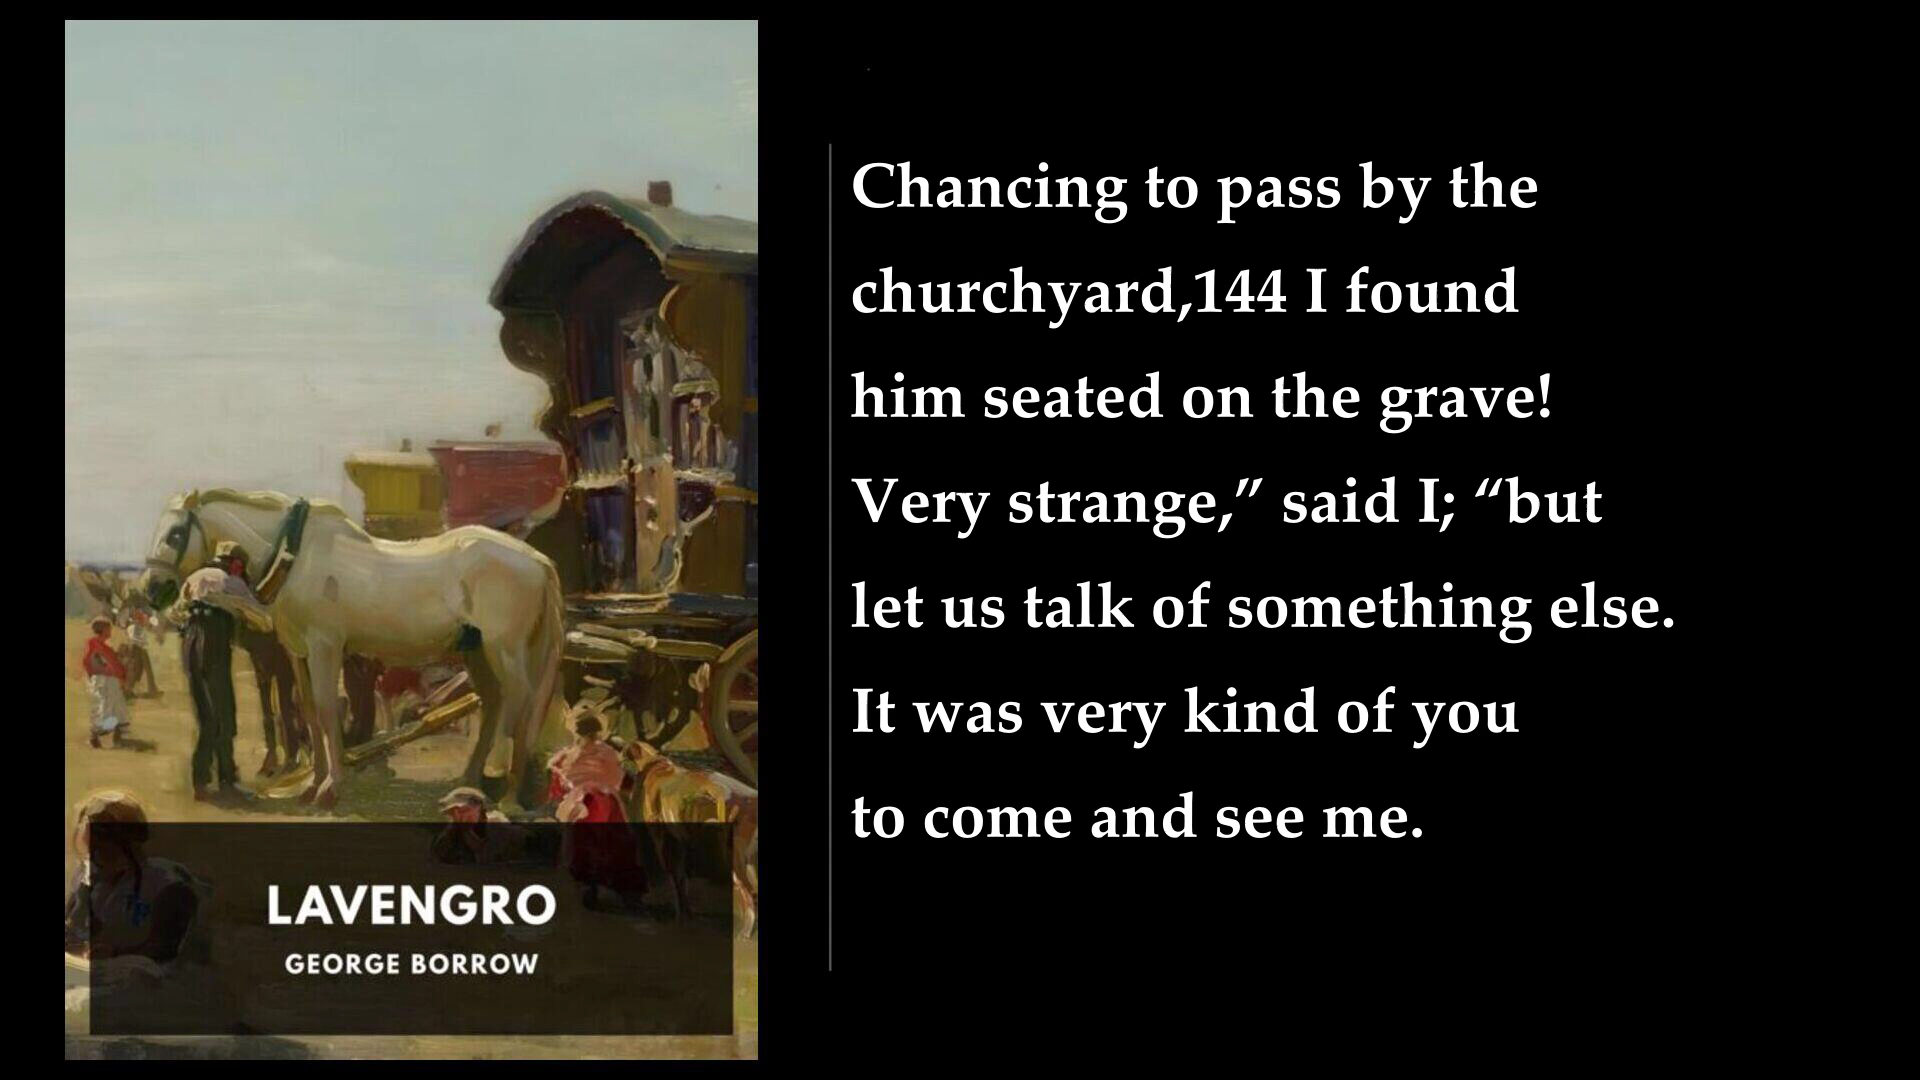 LAVENGRO
GEORGE BORROW
Chancing to pass by the
churchyard,144 I found
him seated on the grave!
Very strange,” said I; “but
let us talk of something else.
It was very kind of you
to come and see me.